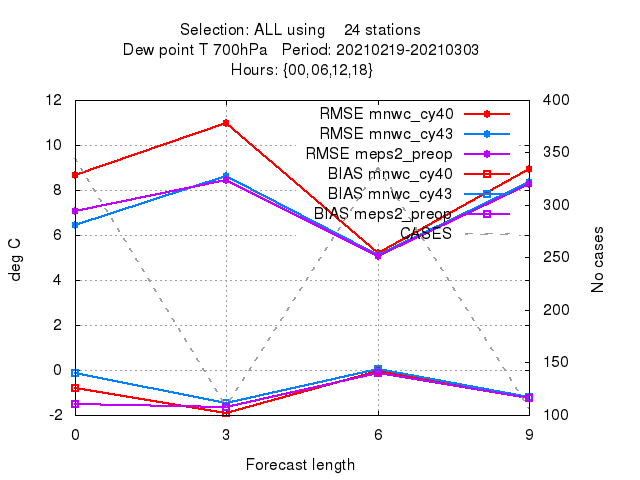 Selection: ALL using 24 stations
Dew point T 700hPa Period: 20210219-20210303
Hours: {00,06,12,18}
12
10
8
6
4
2
0
-2
deg C
RMSE mnwc_cy40
RMSE mnwc_cy43
RMSE meps2_preop
BIAS mnwc_cy40
BIAS mnwc_cy43
BIAS meps2_preop
CASES
400
350
300
250
200
150
100
No cases
0 3 6 9
Forecast length